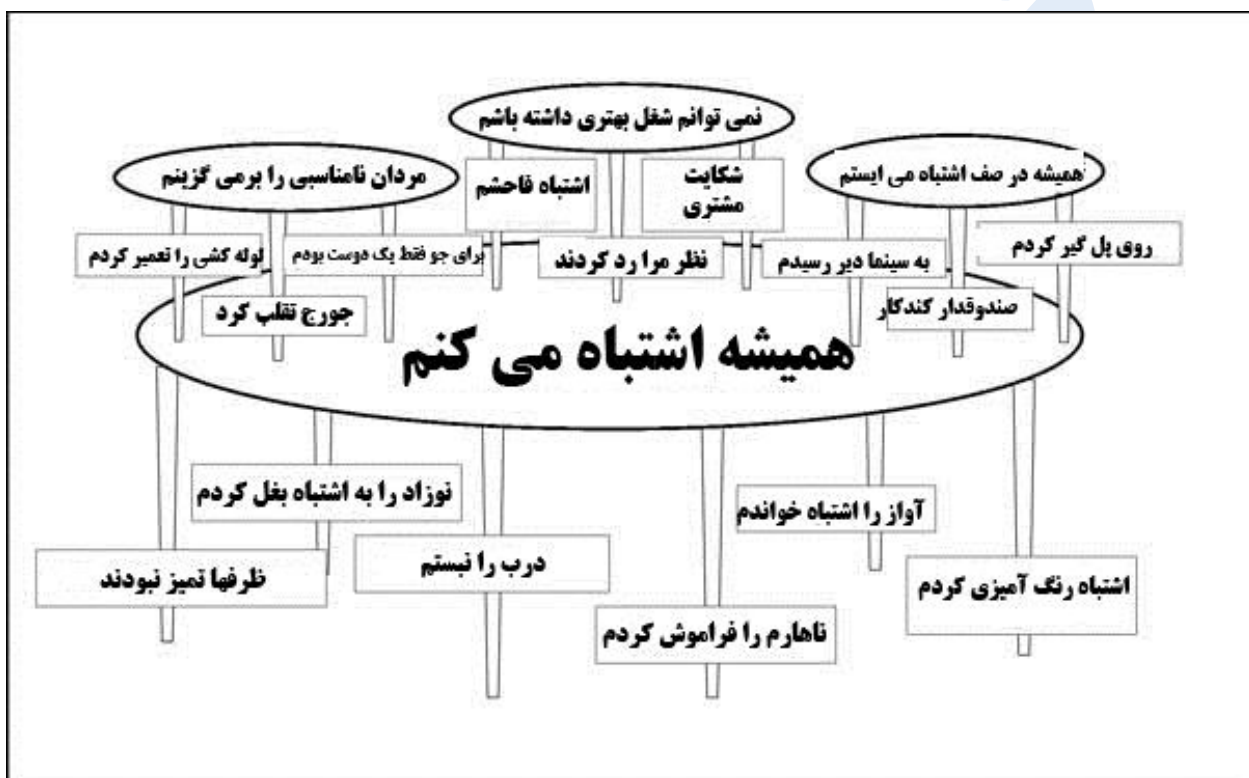 نمی توانم شغل بهتری داشته باشم
همیشه در صف اشتباه می ایستم
مردان نامناسبی را برمی گزینم
شکایت
مشتری
اشتباه فاحشم
روی پل گیر کردم
به سینما دیر رسیدم
نظر مرا رد کردند
برای جو فقط یک دوست بودم
لوله کشی را تعمیر کردم
صندوقدار کندکار
جورج تقلب کرد
همیشه اشتباه می کنم
نوزاد را به اشتباه بغل کردم
آواز را اشتباه خواندم
درب را نبستم
ظرفها تمیز نبودند
اشتباه رنگ آمیزی کردم
ناهارم را فراموش کردم